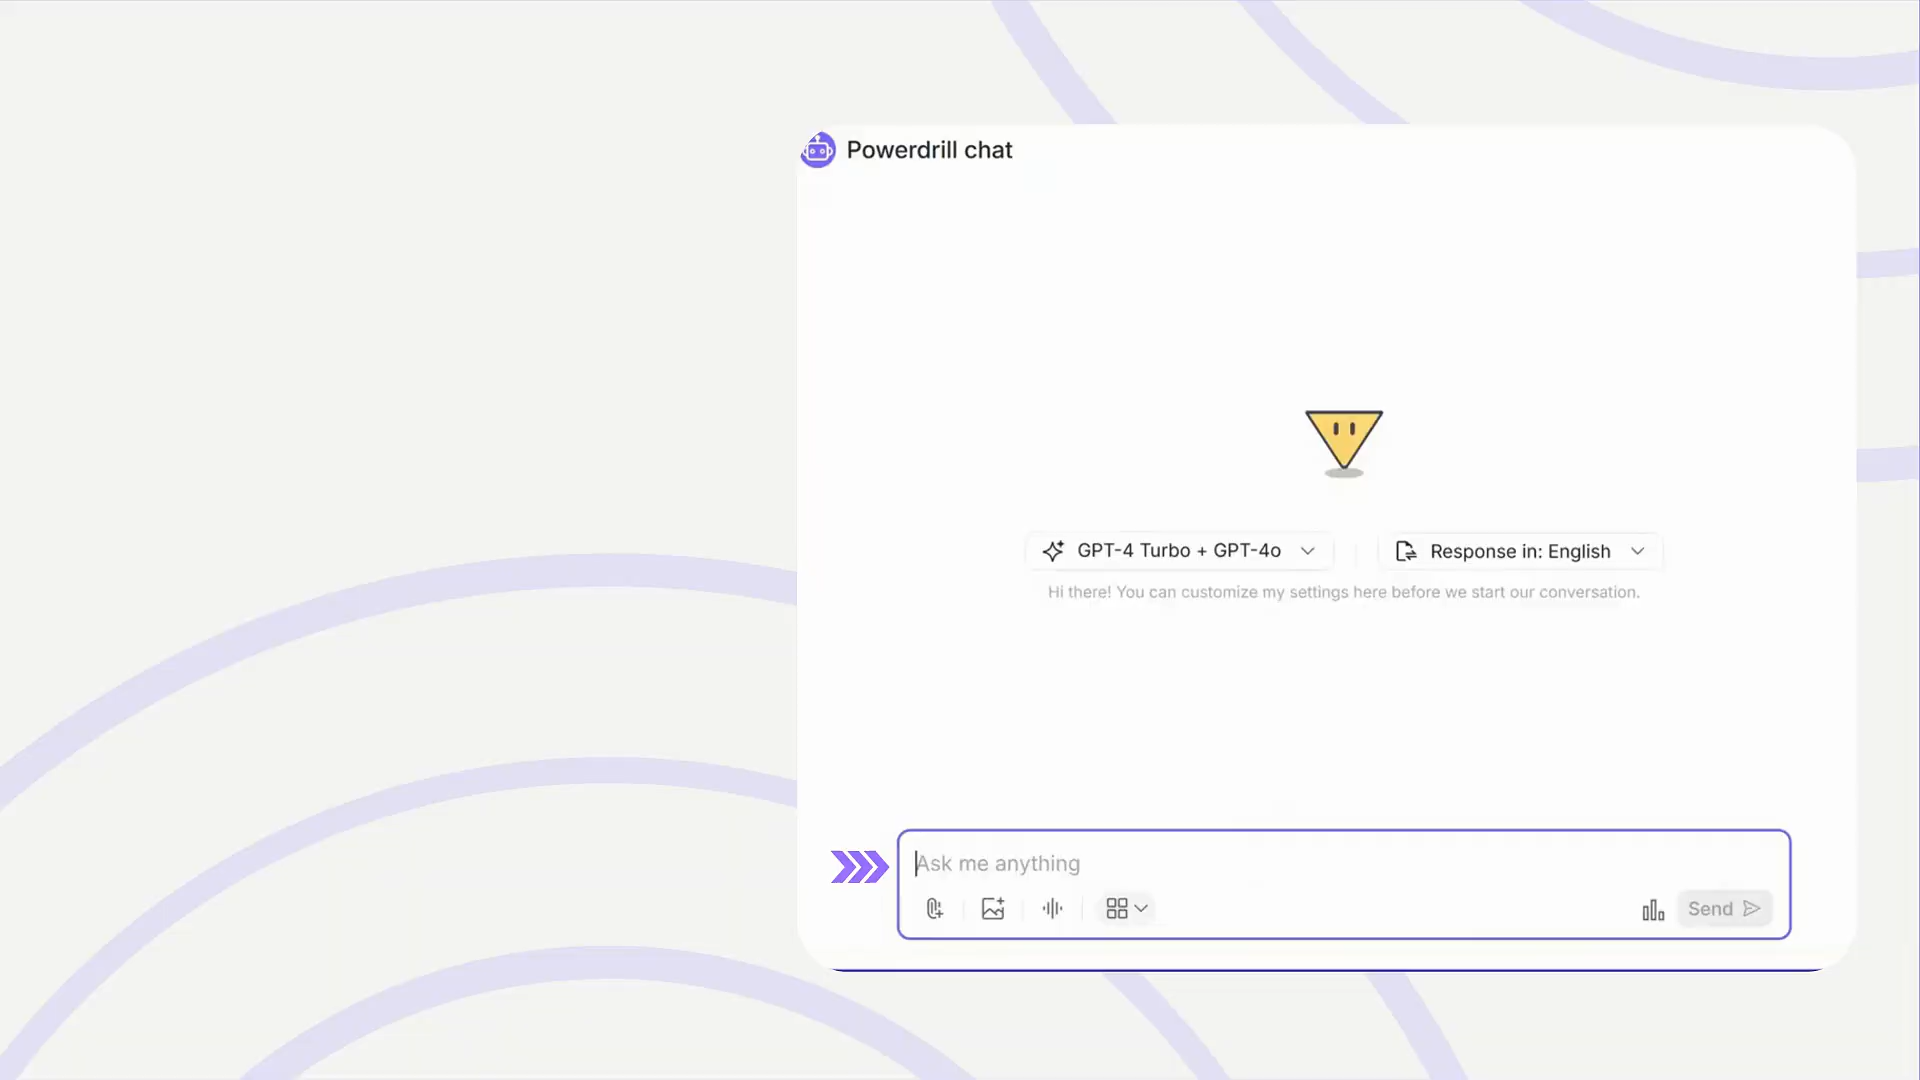 Powerdrill chat
GPT-4 Turbo + GPT-4o
Response in: English
Hi there! You can customize my settings here before we start our conversation.
Ask me anything
Send